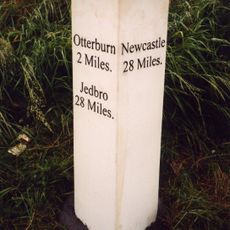 Otterburn
2 Miles.
Jedbro
28 Miles.
Newcastle
28 Miles.